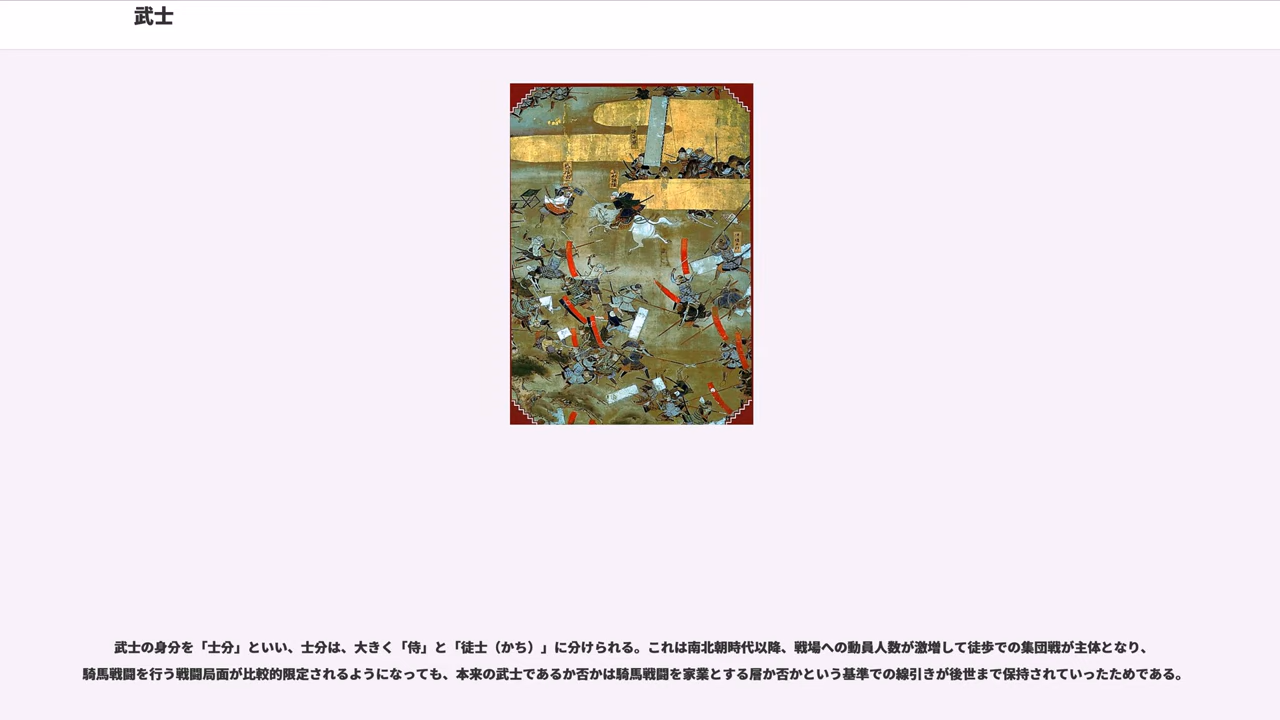 武士
武士の身分を「士分」といい、士分は、大きく「侍」と「徒士（かち）」に分けられる。これは南北朝時代以降、戦場への動員人数が激増して徒歩での集団戦が主体となり、
騎馬戦闘を行う戦闘局面が比較的限定されるようになっても、本来の武士であるか否かは騎馬戦闘を家業とする層か否かという基準での線引きが後世まで保持されていったためである。